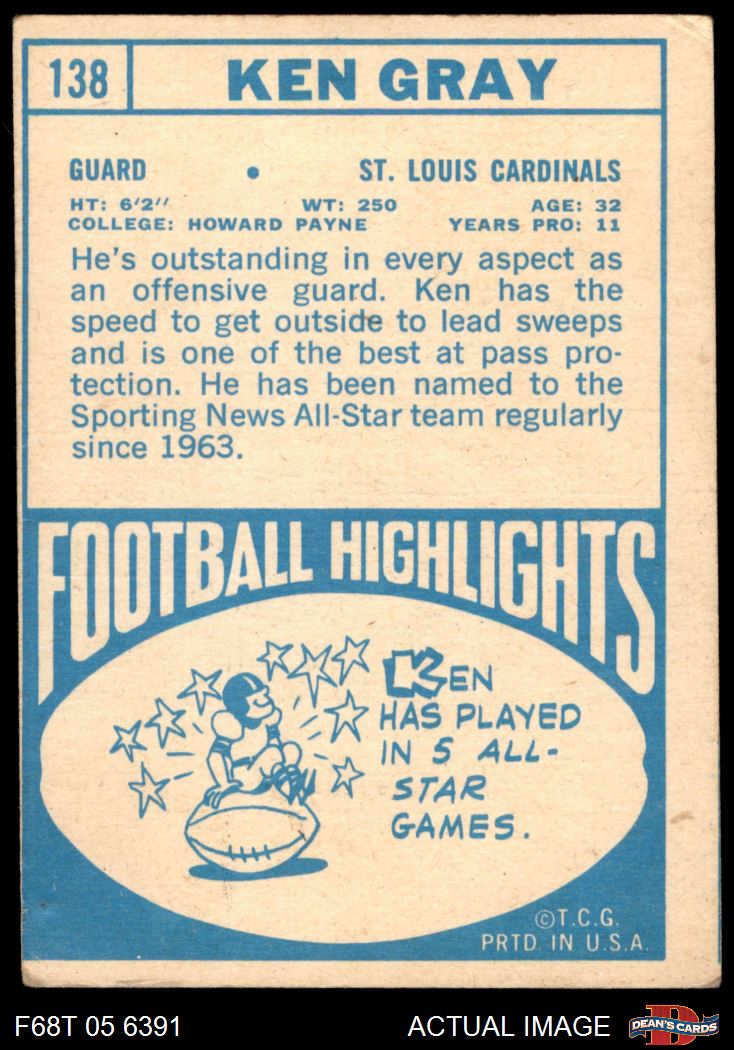 138 KEN GRAY
GUARD • ST. LOUIS CARDINALS
HT: 6'2" WT: 250 AGE: 32
COLLEGE: HOWARD PAYNE YEARS PRO: 11
He's outstanding in every aspect as
an offensive guard. Ken has the
speed to get outside to lead sweeps
and is one of the best at pass pro-
tection. He has been named to the
Sporting News All-Star team regularly
since 1963.
FOOTBALL HIGHLIGHTS
KEN
HAS PLAYED
IN 5 ALL-
STAR
GAMES.
©T.C.G.
PRTD. IN U.S.A.
F68T 05 6391 ACTUAL IMAGE DEAN'S CARDS